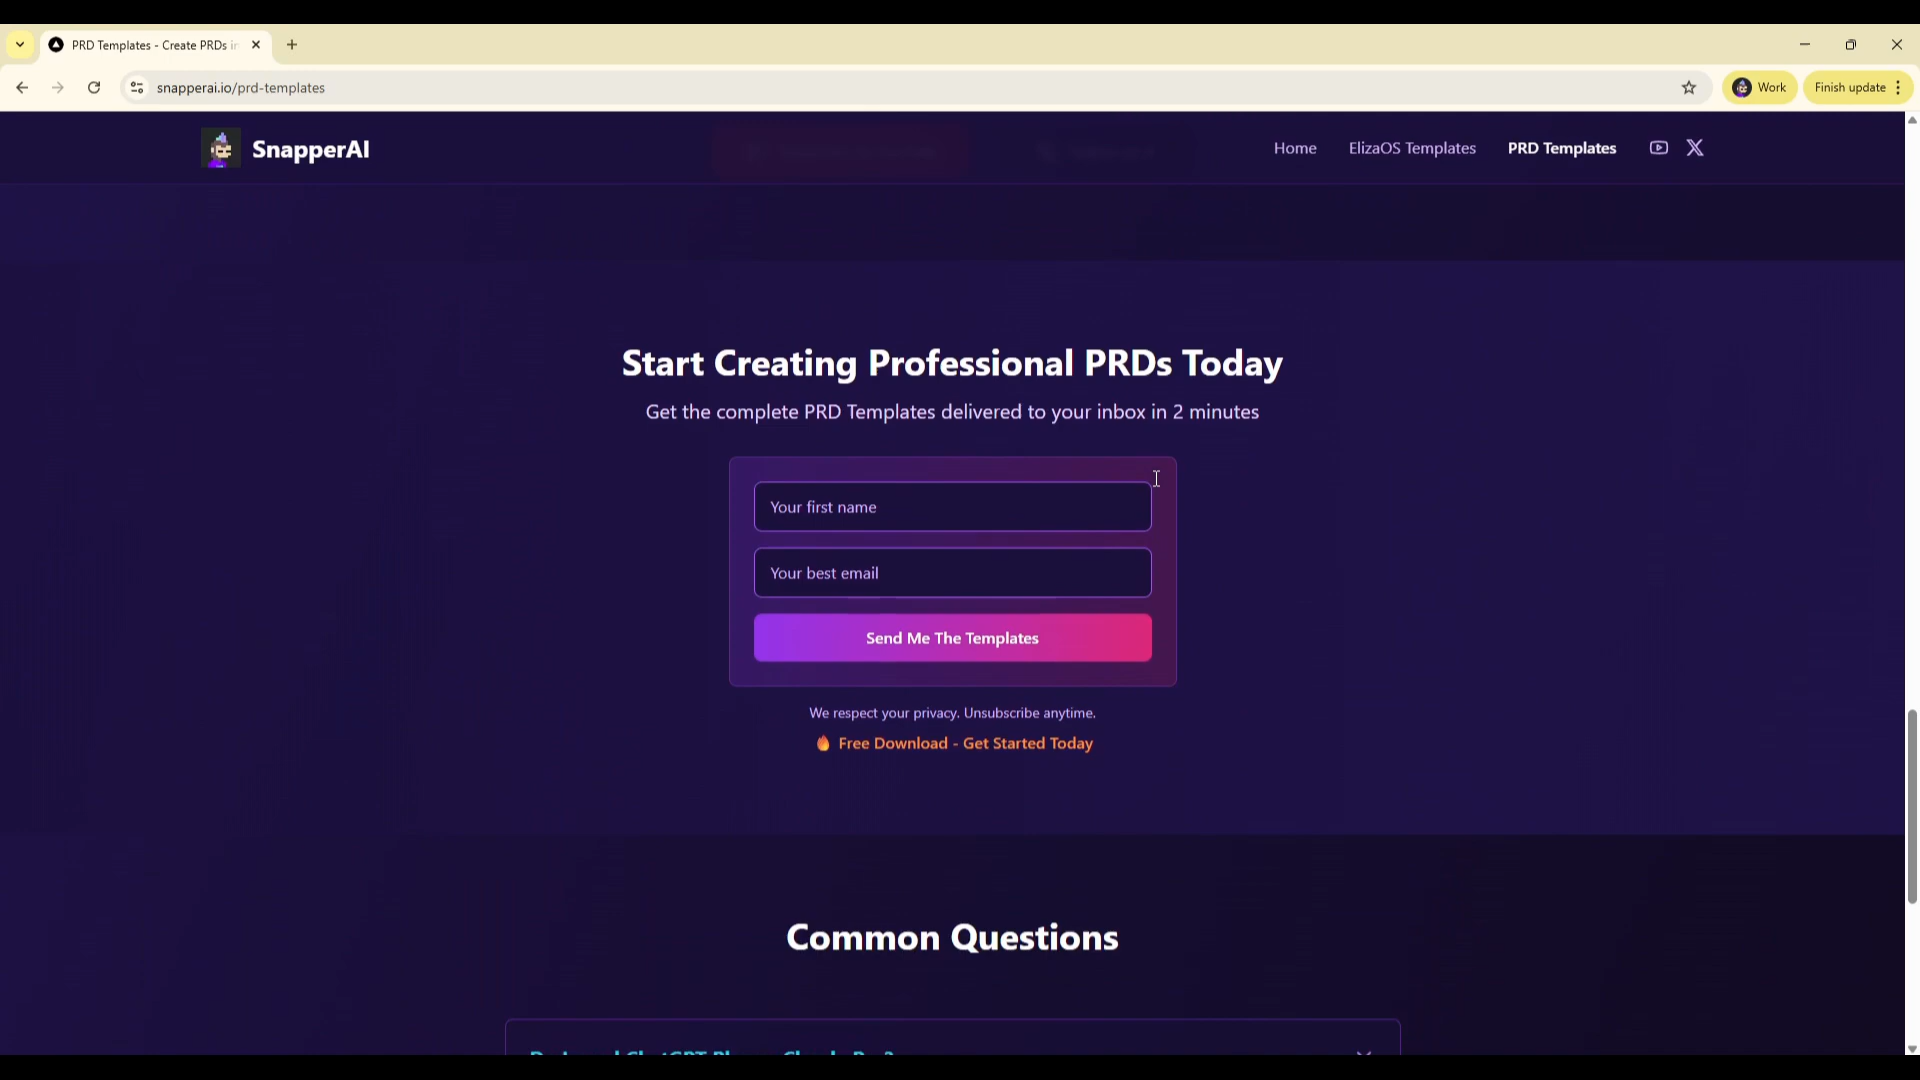 PRD Templates - Create PRDs in
snapperai.io/prd-templates
Work
Finish update
SnapperAI
Home
ElizaOS Templates
PRD Templates
Start Creating Professional PRDs Today
Get the complete PRD Templates delivered to your inbox in 2 minutes
Your first name
Your best email
Send Me The Templates
We respect your privacy. Unsubscribe anytime.
🔥 Free Download - Get Started Today
Common Questions